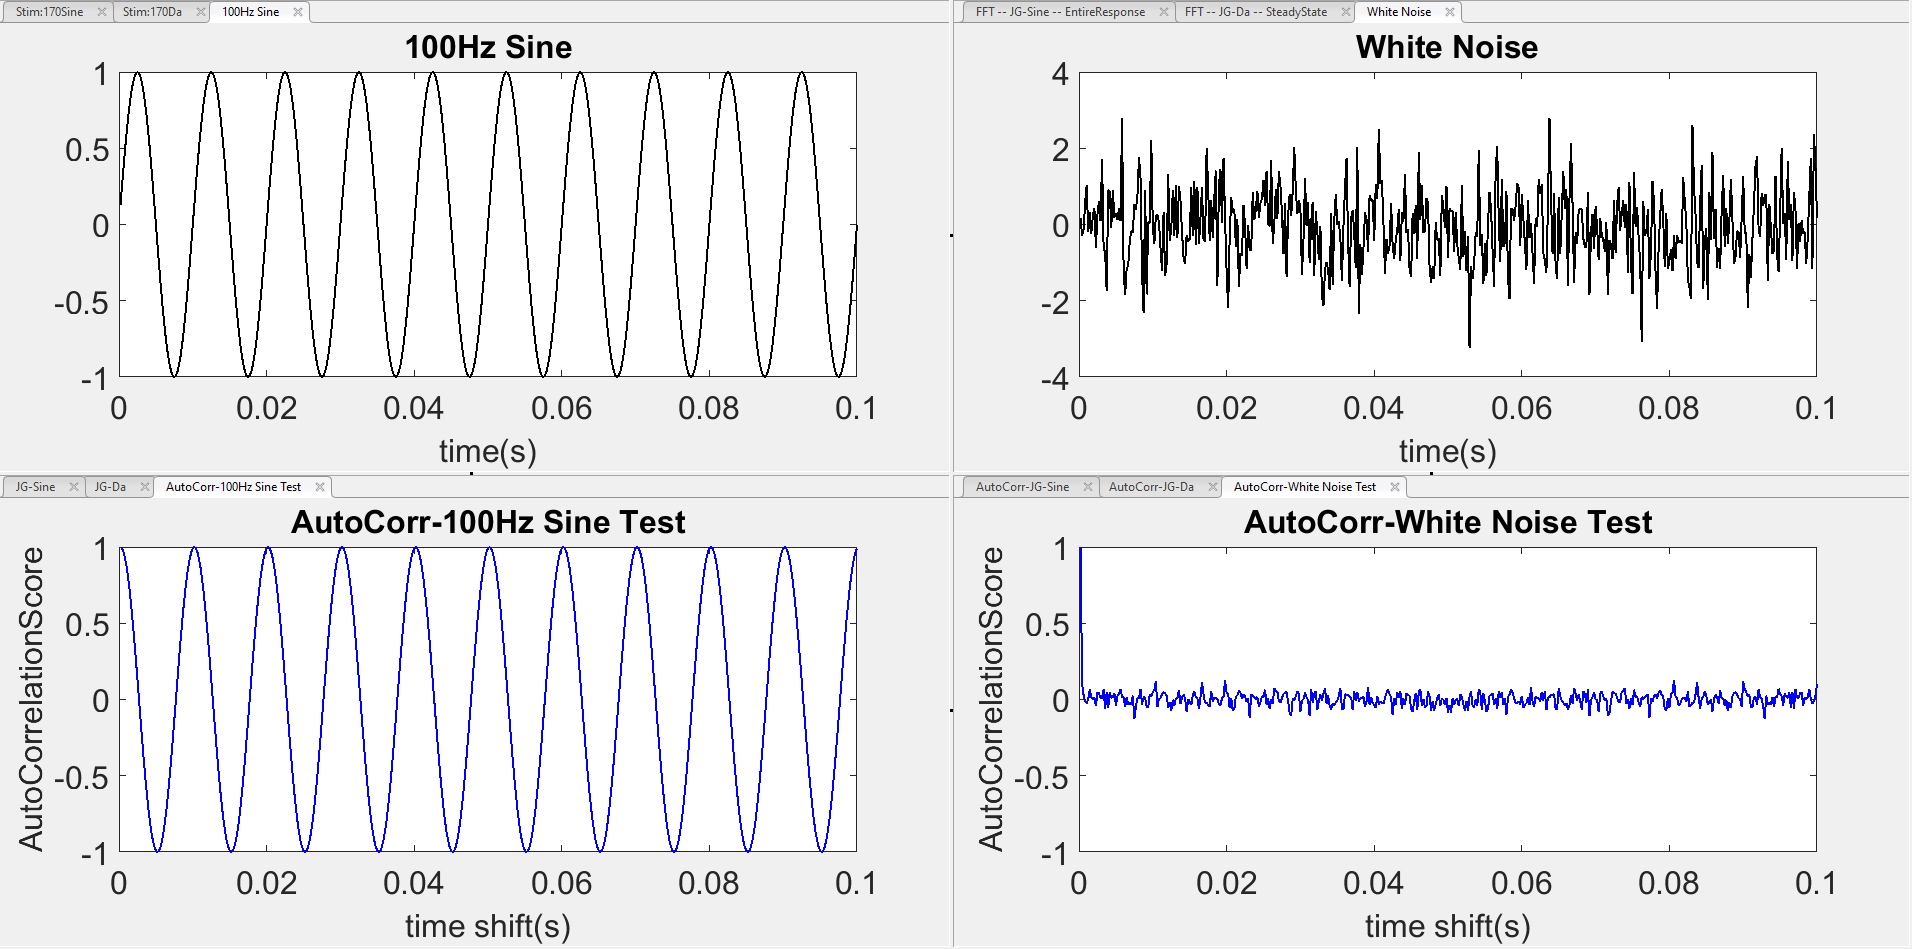 Stim:170Sine Stim:170Da 100Hz Sine
100Hz Sine
1
0.5
0
-0.5
-1
0 0.02 0.04 0.06 0.08 0.1
time(s)
FFT -- JG-Sine -- EntireResponse FFT -- JG-Da -- SteadyState White Noise
White Noise
4
2
0
-2
-4
0 0.02 0.04 0.06 0.08 0.1
time(s)
JG-Sine JG-Da AutoCorr-100Hz Sine Test
AutoCorr-100Hz Sine Test
AutoCorrelationScore
1
0.5
0
-0.5
-1
0 0.02 0.04 0.06 0.08 0.1
time shift(s)
AutoCorr-JG-Sine AutoCorr-JG-Da AutoCorr-White Noise Test
AutoCorr-White Noise Test
AutoCorrelationScore
1
0.5
0
-0.5
-1
0 0.02 0.04 0.06 0.08 0.1
time shift(s)